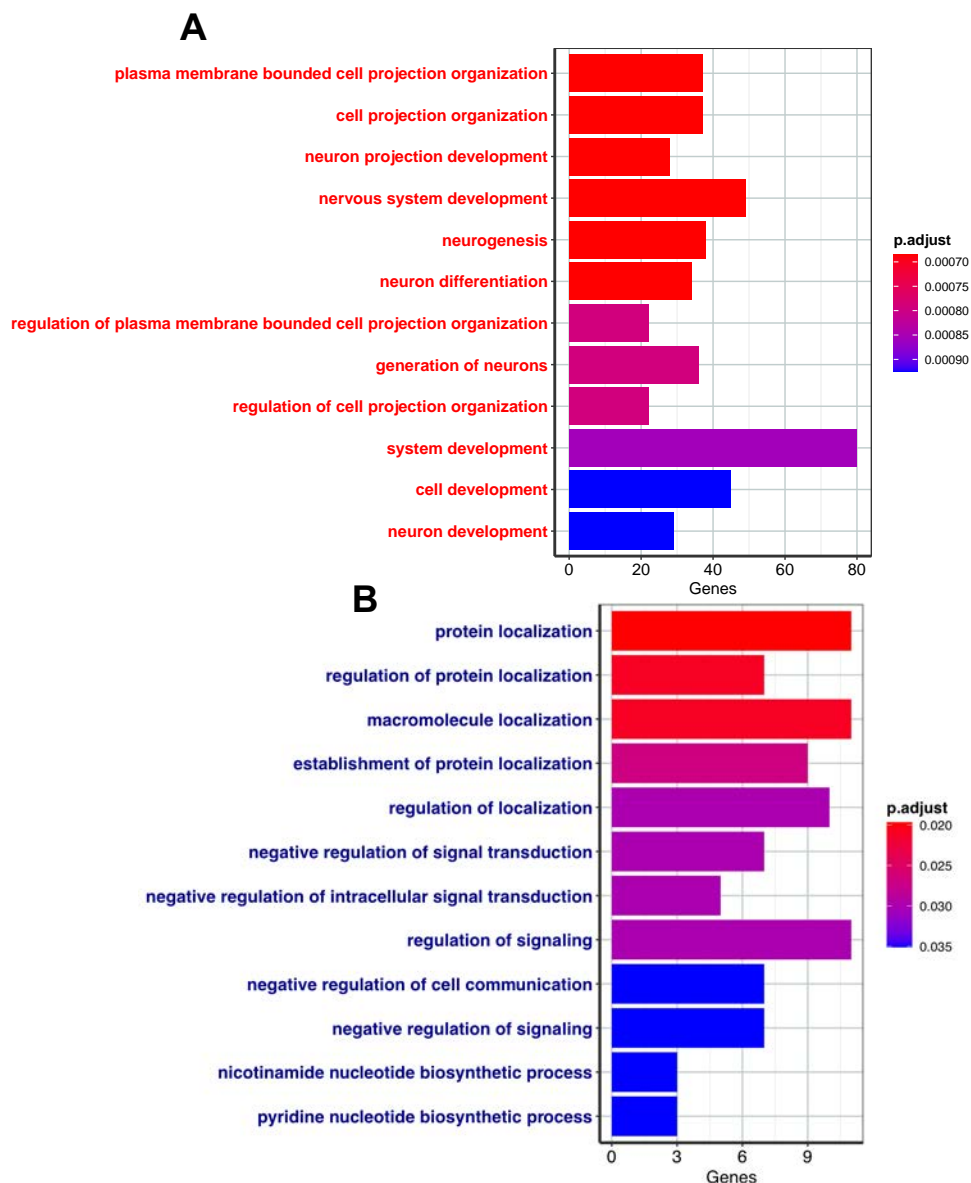 A
plasma membrane bounded cell projection organization
cell projection organization
neuron projection development
nervous system development
neurogenesis
neuron differentiation
regulation of plasma membrane bounded cell projection organization
generation of neurons
regulation of cell projection organization
system development
cell development
neuron development
0 20 40 60 80
Genes
p.adjust
0.00070
0.00075
0.00080
0.00085
0.00090
B
protein localization
regulation of protein localization
macromolecule localization
establishment of protein localization
regulation of localization
negative regulation of signal transduction
negative regulation of intracellular signal transduction
regulation of signaling
negative regulation of cell communication
negative regulation of signaling
nicotinamide nucleotide biosynthetic process
pyridine nucleotide biosynthetic process
0 3 6 9
Genes
p.adjust
0.020
0.025
0.030
0.035